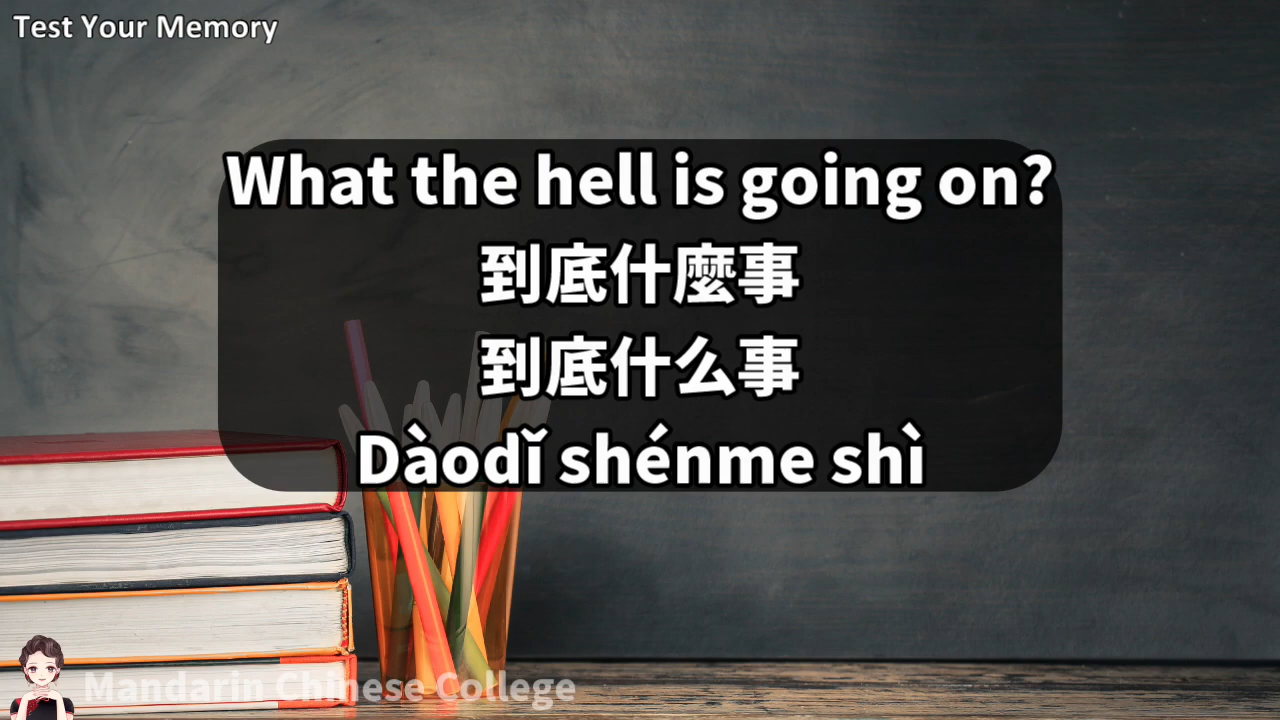 Test Your Memory
What the hell is going on?
到底什麼事
到底什么事
Dàodǐ shénme shì
Mandarin Chinese College